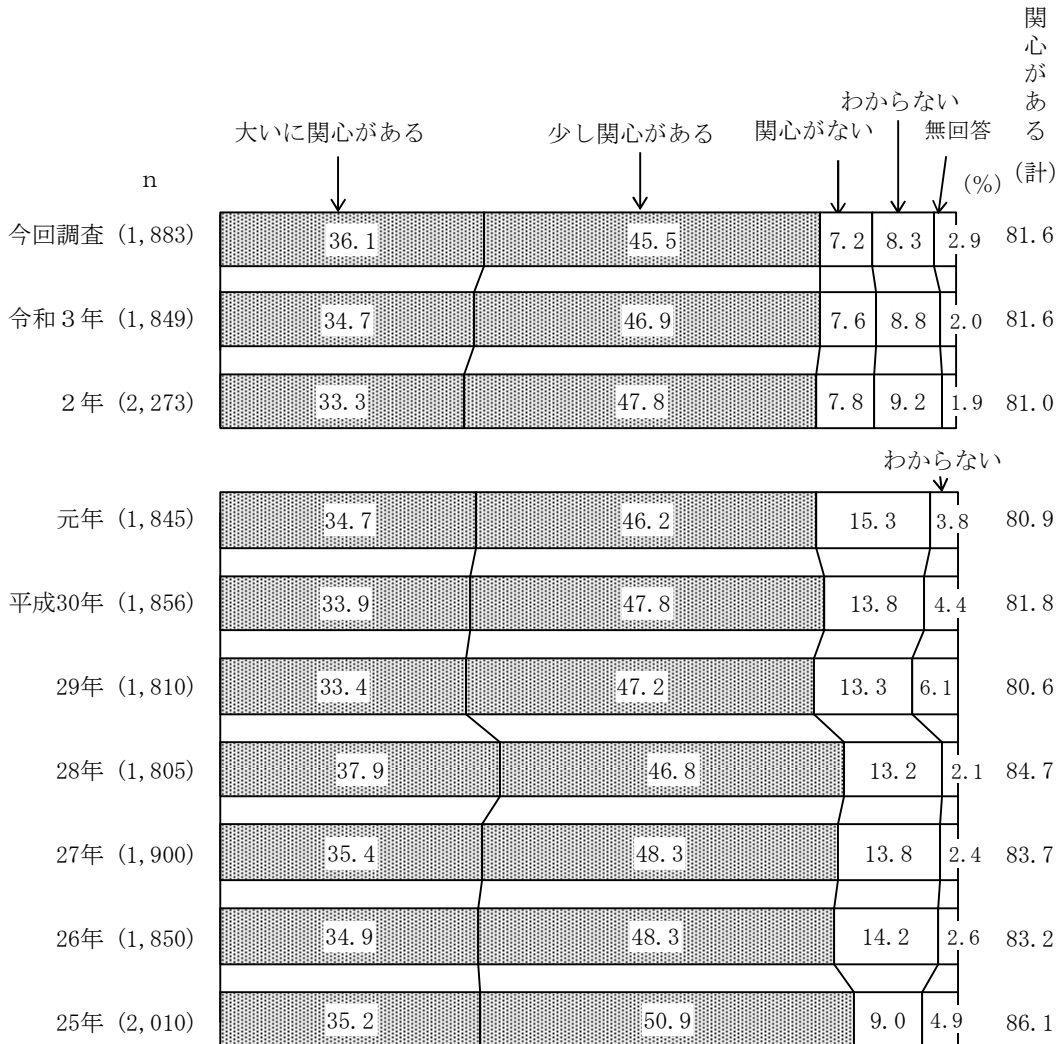 関心がある(計)
わからない
大いに関心がある 少し関心がある 関心がない 無回答
n (%)
今回調査 (1,883) 36.1 45.5 7.2 8.3 2.9 81.6
令和3年 (1,849) 34.7 46.9 7.6 8.8 2.0 81.6
2年 (2,273) 33.3 47.8 7.8 9.2 1.9 81.0
わからない
元年 (1,845) 34.7 46.2 15.3 3.8 80.9
平成30年 (1,856) 33.9 47.8 13.8 4.4 81.8
29年 (1,810) 33.4 47.2 13.3 6.1 80.6
28年 (1,805) 37.9 46.8 13.2 2.1 84.7
27年 (1,900) 35.4 48.3 13.8 2.4 83.7
26年 (1,850) 34.9 48.3 14.2 2.6 83.2
25年 (2,010) 35.2 50.9 9.0 4.9 86.1